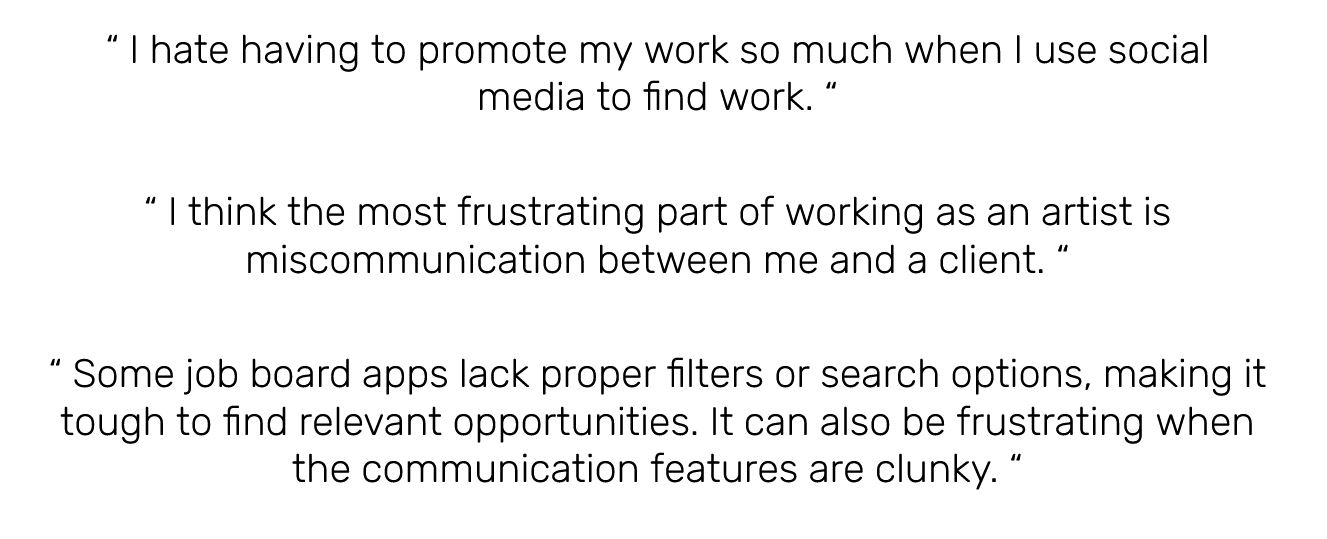 “ I hate having to promote my work so much when I use social
media to find work. “
“ I think the most frustrating part of working as an artist is
miscommunication between me and a client. “
“ Some job board apps lack proper filters or search options, making it
tough to find relevant opportunities. It can also be frustrating when
the communication features are clunky. “